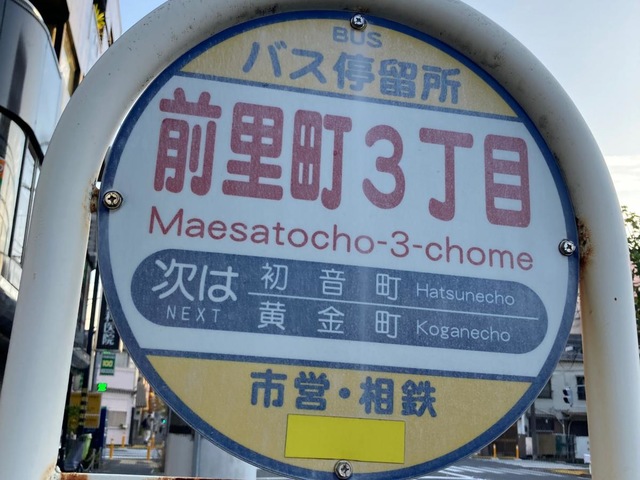 BUS
バス停留所
前里町3丁目
Maesatocho-3-chome
次は
NEXT
初音町 Hatsunecho
黄金町 Koganecho
市営・相鉄